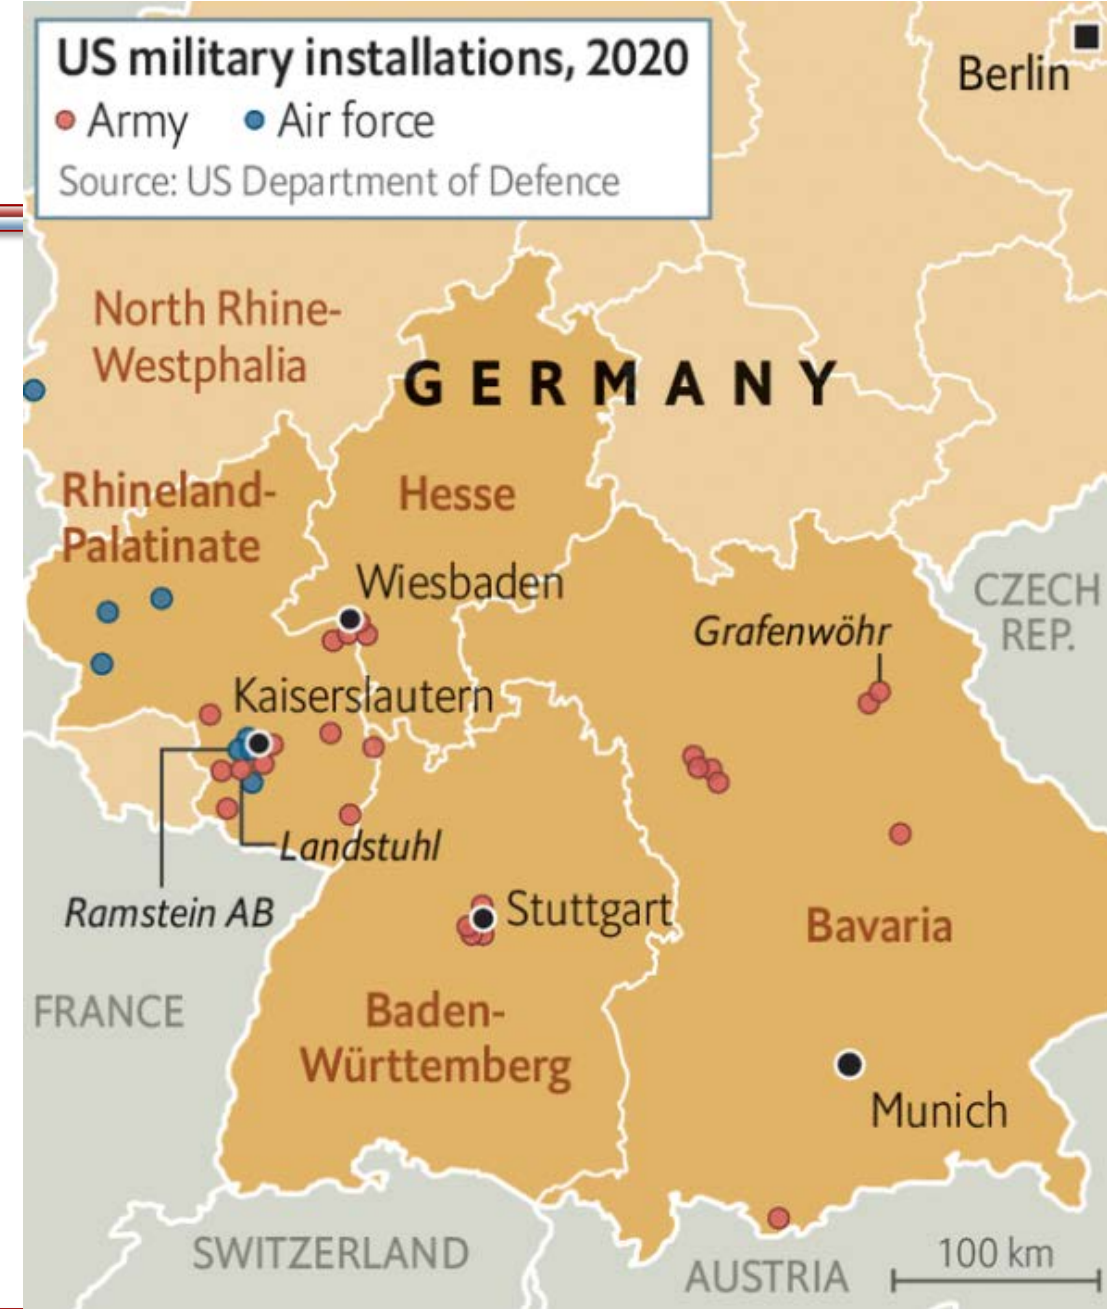 US military installations, 2020
Army Air force
Source: US Department of Defence
Berlin
North Rhine-
Westphalia
GERMANY
Rhineland-
Palatinate
Hesse
Wiesbaden
CZECH
REP.
Grafenwöhr
Kaiserslautern
Landstuhl
Ramstein AB
Stuttgart
Bavaria
FRANCE
Baden-
Württemberg
Munich
SWITZERLAND
AUSTRIA
100 km